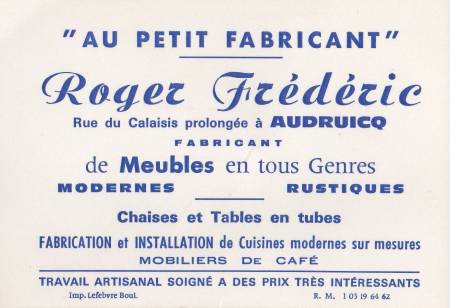 "AU PETIT FABRICANT"
Roger Frédéric
Rue du Calaisis prolongée à AUDRUICQ
FABRICANT
de Meubles en tous Genres
MODERNES RUSTIQUES
Chaises et Tables en tubes
FABRICATION et INSTALLATION de Cuisines modernes sur mesures
MOBILIERS DE CAFÉ
TRAVAIL ARTISANAL SOIGNÉ A DES PRIX TRÈS INTÉRESSANTS
Imp. Lefebvre Boul. R. M. 1 03 19 64 62